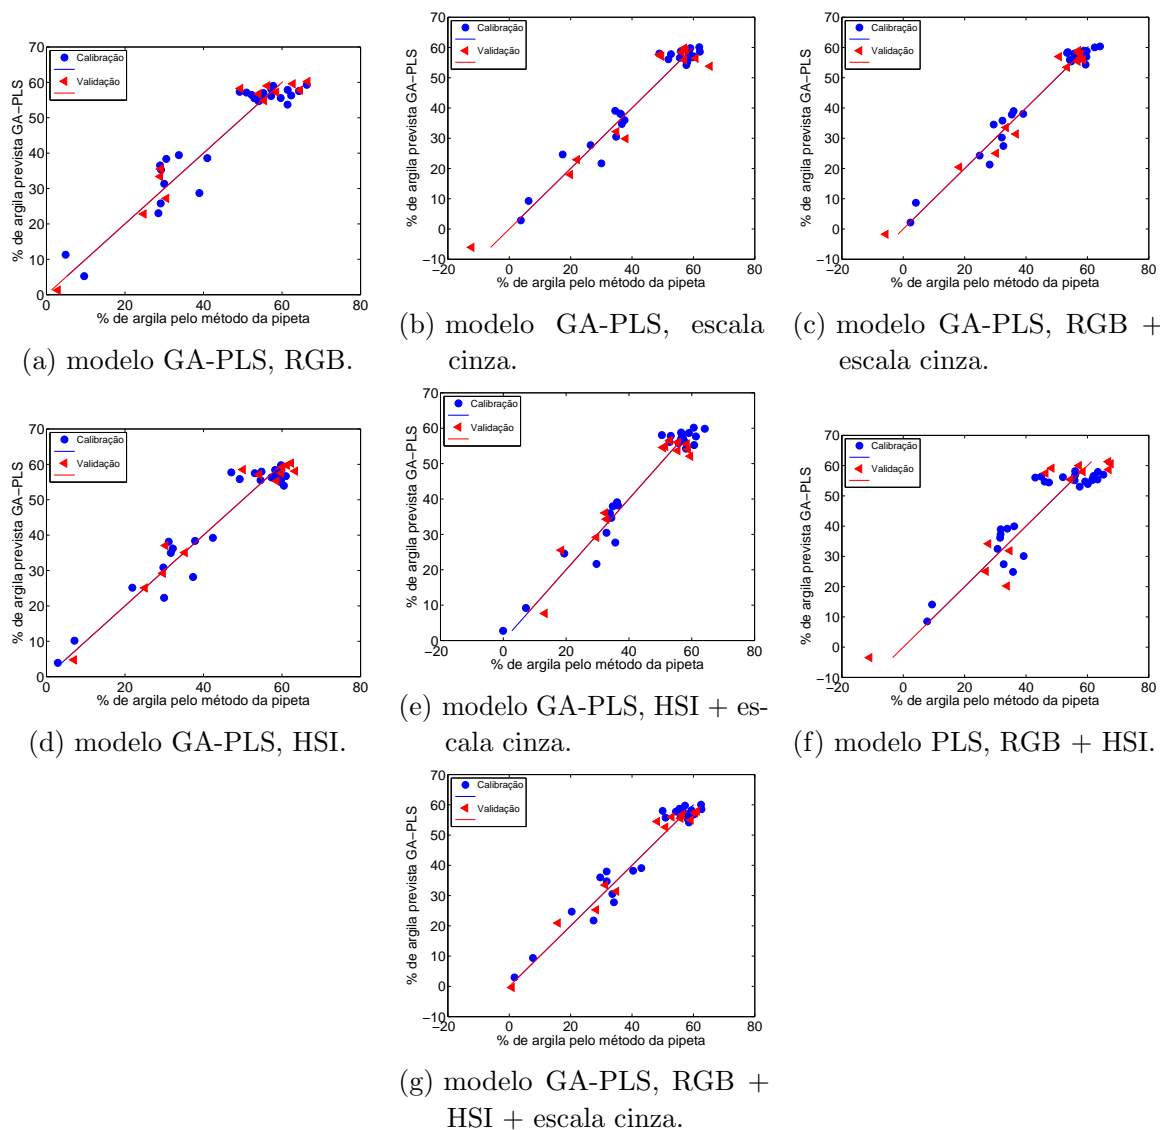 70
60
50
40
30
20
10
0
0 20 40 60 80
% de argila prevista GA−PLS
% de argila pelo método da pipeta
Calibração
Validação
(a) modelo GA-PLS, RGB.
80
70
60
50
40
30
20
10
0
−10
−20 0 20 40 60 80
% de argila prevista GA−PLS
% de argila pelo método da pipeta
Calibração
Validação
(b) modelo GA-PLS, escala
cinza.
80
70
60
50
40
30
20
10
0
−10
−20 0 20 40 60 80
% de argila prevista GA−PLS
% de argila pelo método da pipeta
Calibração
Validação
(c) modelo GA-PLS, RGB +
escala cinza.
70
60
50
40
30
20
10
0
0 20 40 60 80
% de argila prevista GA−PLS
% de argila pelo método da pipeta
Calibração
Validação
(d) modelo GA-PLS, HSI.
70
60
50
40
30
20
10
0
−20 0 20 40 60 80
% de argila prevista GA−PLS
% de argila pelo método da pipeta
Calibração
Validação
(e) modelo GA-PLS, HSI + es-
cala cinza.
70
60
50
40
30
20
10
0
−10
−20 0 20 40 60 80
% de argila prevista GA−PLS
% de argila pelo método da pipeta
Calibração
Validação
(f) modelo PLS, RGB + HSI.
70
60
50
40
30
20
10
0
−10
−20 0 20 40 60 80
% de argila prevista GA−PLS
% de argila pelo método da pipeta
Calibração
Validação
(g) modelo GA-PLS, RGB +
HSI + escala cinza.